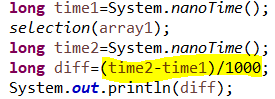 long time1=System.nanoTime();
selection(array1);
long time2=System.nanoTime();
long diff=(time2-time1)/1000;
System.out.println(diff);